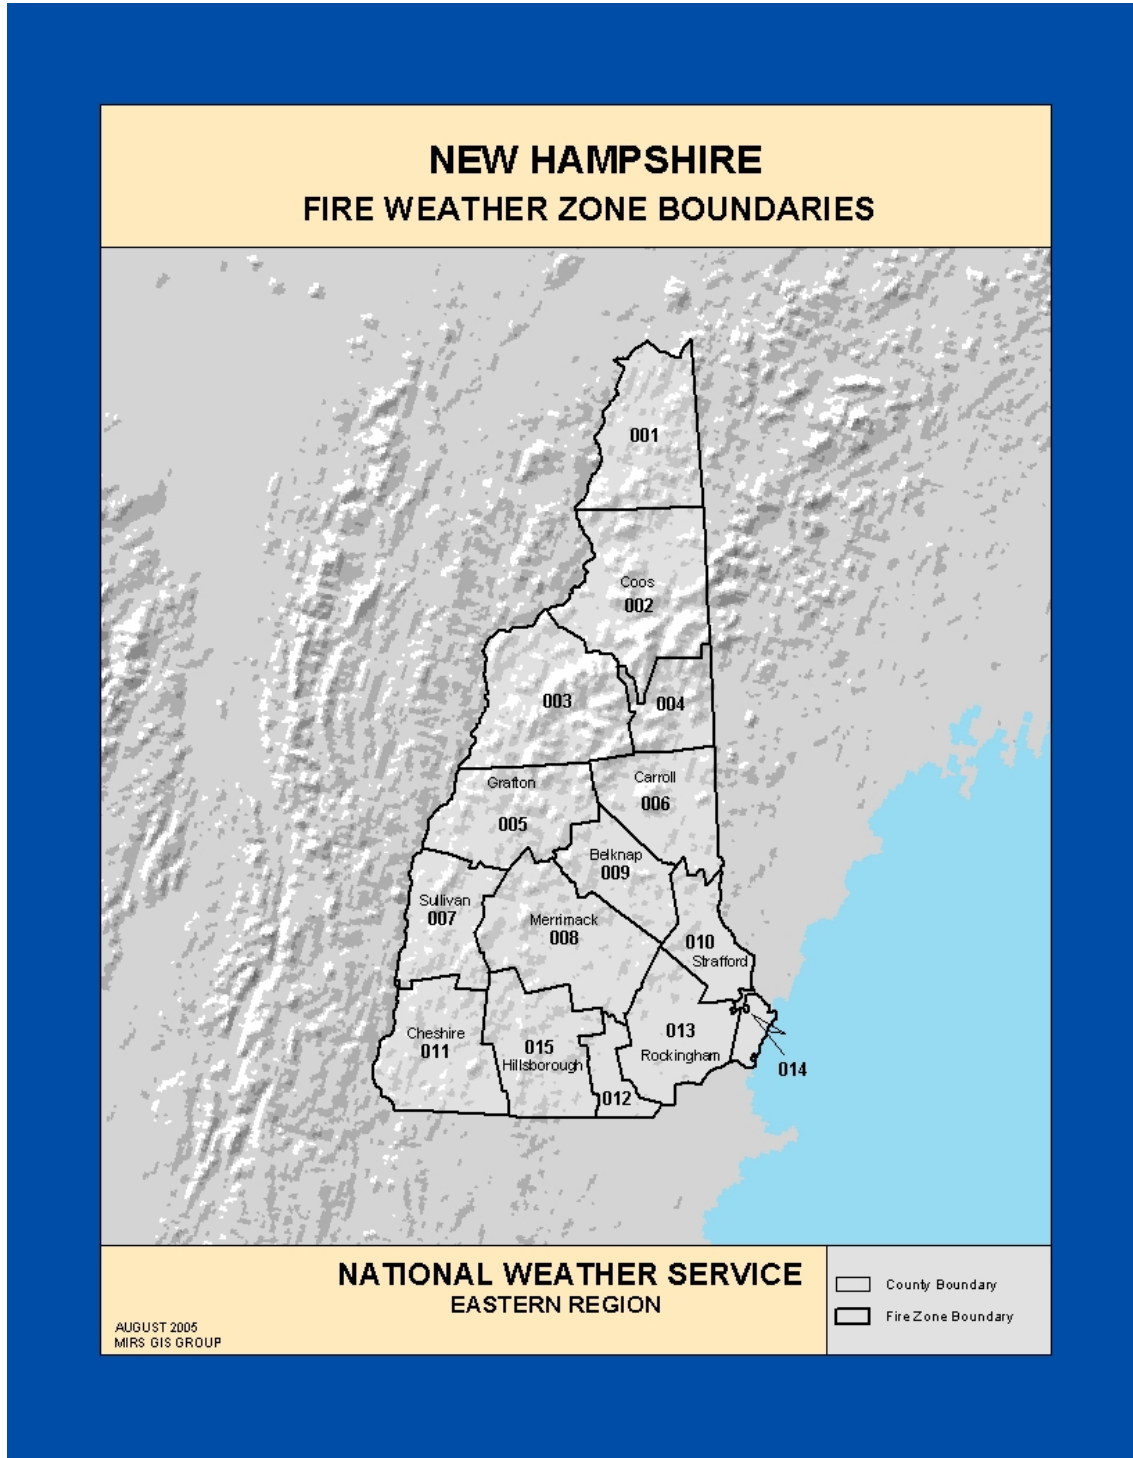 NEW HAMPSHIRE
FIRE WEATHER ZONE BOUNDARIES
001
Coos
002
003
004
Grafton
005
Carroll
006
Belknap
009
Sullivan
007
Merrimack
008
010
Strafford
Cheshire
011
015
Hillsborough
013
Rockingham
014
012
NATIONAL WEATHER SERVICE
EASTERN REGION
AUGUST 2005
MIRS GIS GROUP
County Boundary
Fire Zone Boundary